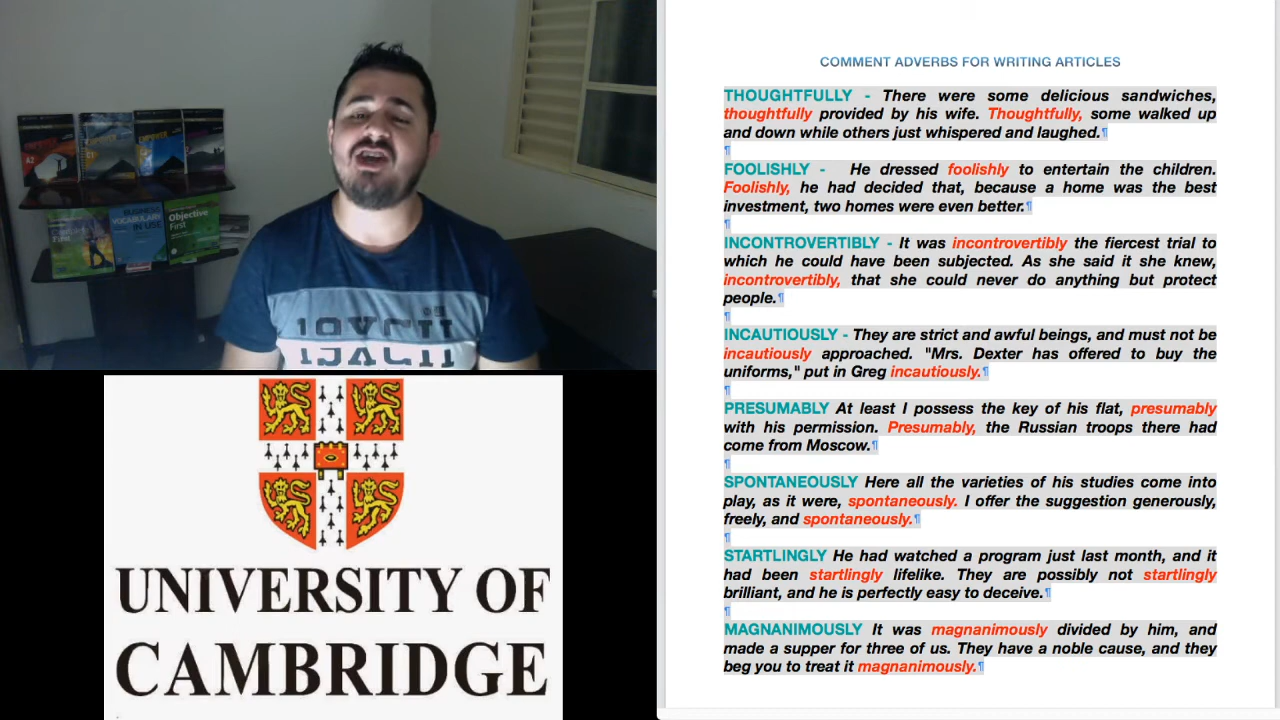 A2
C1
EMPOWER
BUSINESS
VOCABULARY
IN USE
Objective
First
UNIVERSITY OF
CAMBRIDGE
COMMENT ADVERBS FOR WRITING ARTICLES
THOUGHTFULLY - There were some delicious sandwiches,
thoughtfully provided by his wife. Thoughtfully, some walked up
and down while others just whispered and laughed.¶
¶
FOOLISHLY - He dressed foolishly to entertain the children.
Foolishly, he had decided that, because a home was the best
investment, two homes were even better.¶
¶
INCONTROVERTIBLY - It was incontrovertibly the fiercest trial to
which he could have been subjected. As she said it she knew,
incontrovertibly, that she could never do anything but protect
people.¶
¶
INCAUTIOUSLY - They are strict and awful beings, and must not be
incautiously approached. "Mrs. Dexter has offered to buy the
uniforms," put in Greg incautiously.¶
¶
PRESUMABLY At least I possess the key of his flat, presumably
with his permission. Presumably, the Russian troops there had
come from Moscow.¶
¶
SPONTANEOUSLY Here all the varieties of his studies come into
play, as it were, spontaneously. I offer the suggestion generously,
freely, and spontaneously.¶
¶
STARTLINGLY He had watched a program just last month, and it
had been startlingly lifelike. They are possibly not startlingly
brilliant, and he is perfectly easy to deceive.¶
¶
MAGNANIMOUSLY It was magnanimously divided by him, and
made a supper for three of us. They have a noble cause, and they
beg you to treat it magnanimously.¶